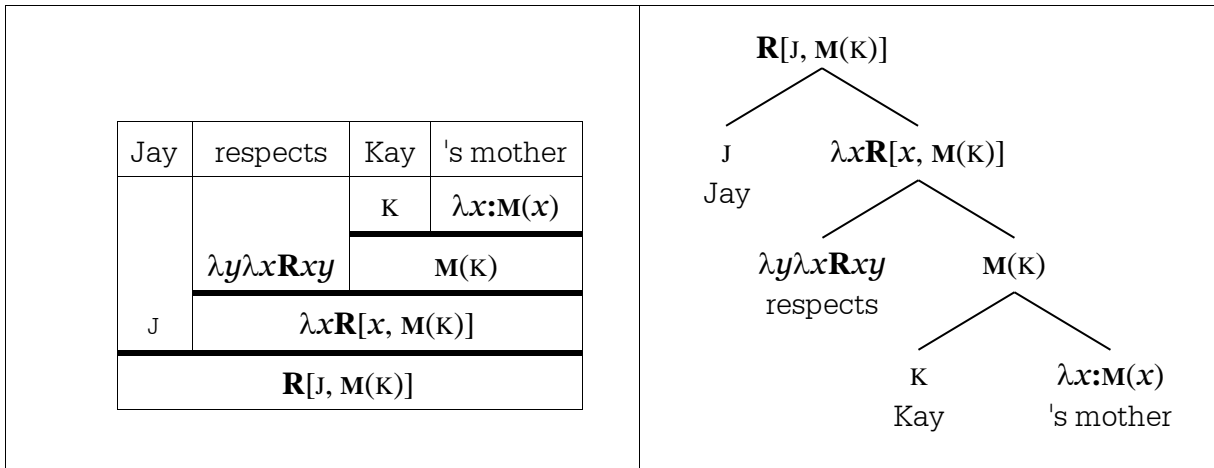 Jay respects Kay 's mother
K λx:M(x)
λyλxRxy M(K)
J λxR[x, M(K)]
R[J, M(K)]
R[J, M(K)]
J λxR[x, M(K)]
Jay
λyλxRxy M(K)
respects
K λx:M(x)
Kay 's mother